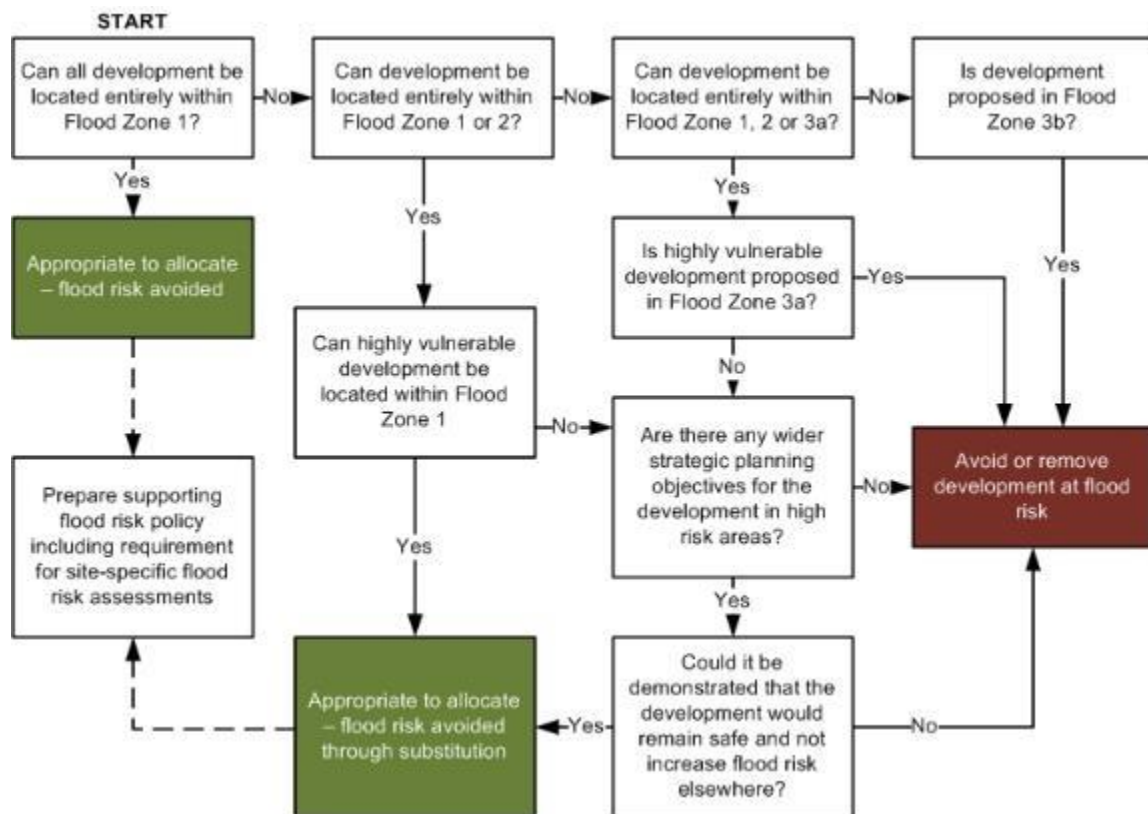 START
Can all development be
located entirely within
Flood Zone 1?
No
Can development be
located entirely within
Flood Zone 1 or 2?
No
Can development be
located entirely within
Flood Zone 1, 2 or 3a?
No
Is development
proposed in Flood
Zone 3b?
Yes
Yes
Yes
Yes
Appropriate to allocate
– flood risk avoided
Is highly vulnerable
development proposed
in Flood Zone 3a?
Yes
Can highly vulnerable
development be
located within Flood
Zone 1
No
No
Are there any wider
strategic planning
objectives for the
development in high
risk areas?
No
Avoid or remove
development at flood
risk
Prepare supporting
flood risk policy
including requirement
for site-specific flood
risk assessments
Yes
Yes
Appropriate to allocate
– flood risk avoided
through substitution
Yes
Could it be
demonstrated that the
development would
remain safe and not
increase flood risk
elsewhere?
No